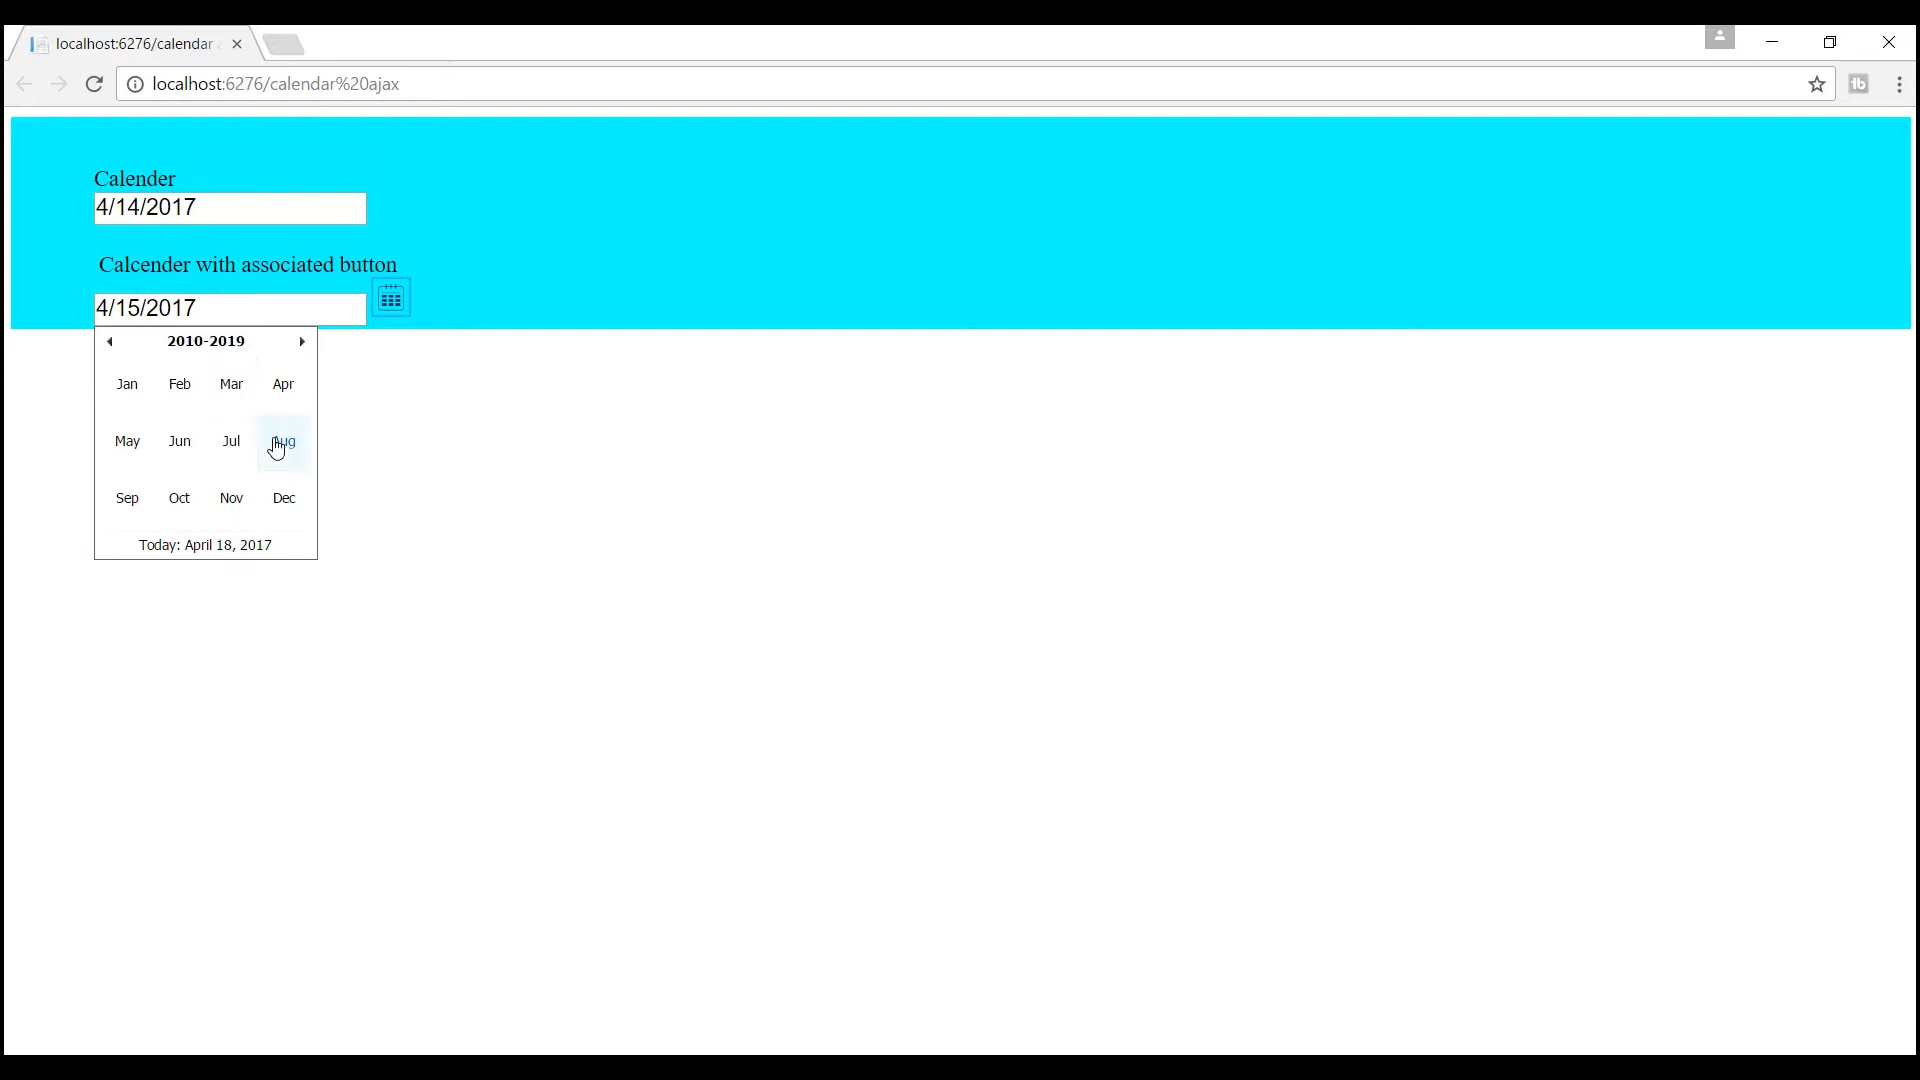 localhost:6276/calendar
localhost:6276/calendar%20ajax
Calender
4/14/2017
Calcender with associated button
4/15/2017
2010-2019
Jan Feb Mar Apr
May Jun Jul Aug
Sep Oct Nov Dec
Today: April 18, 2017